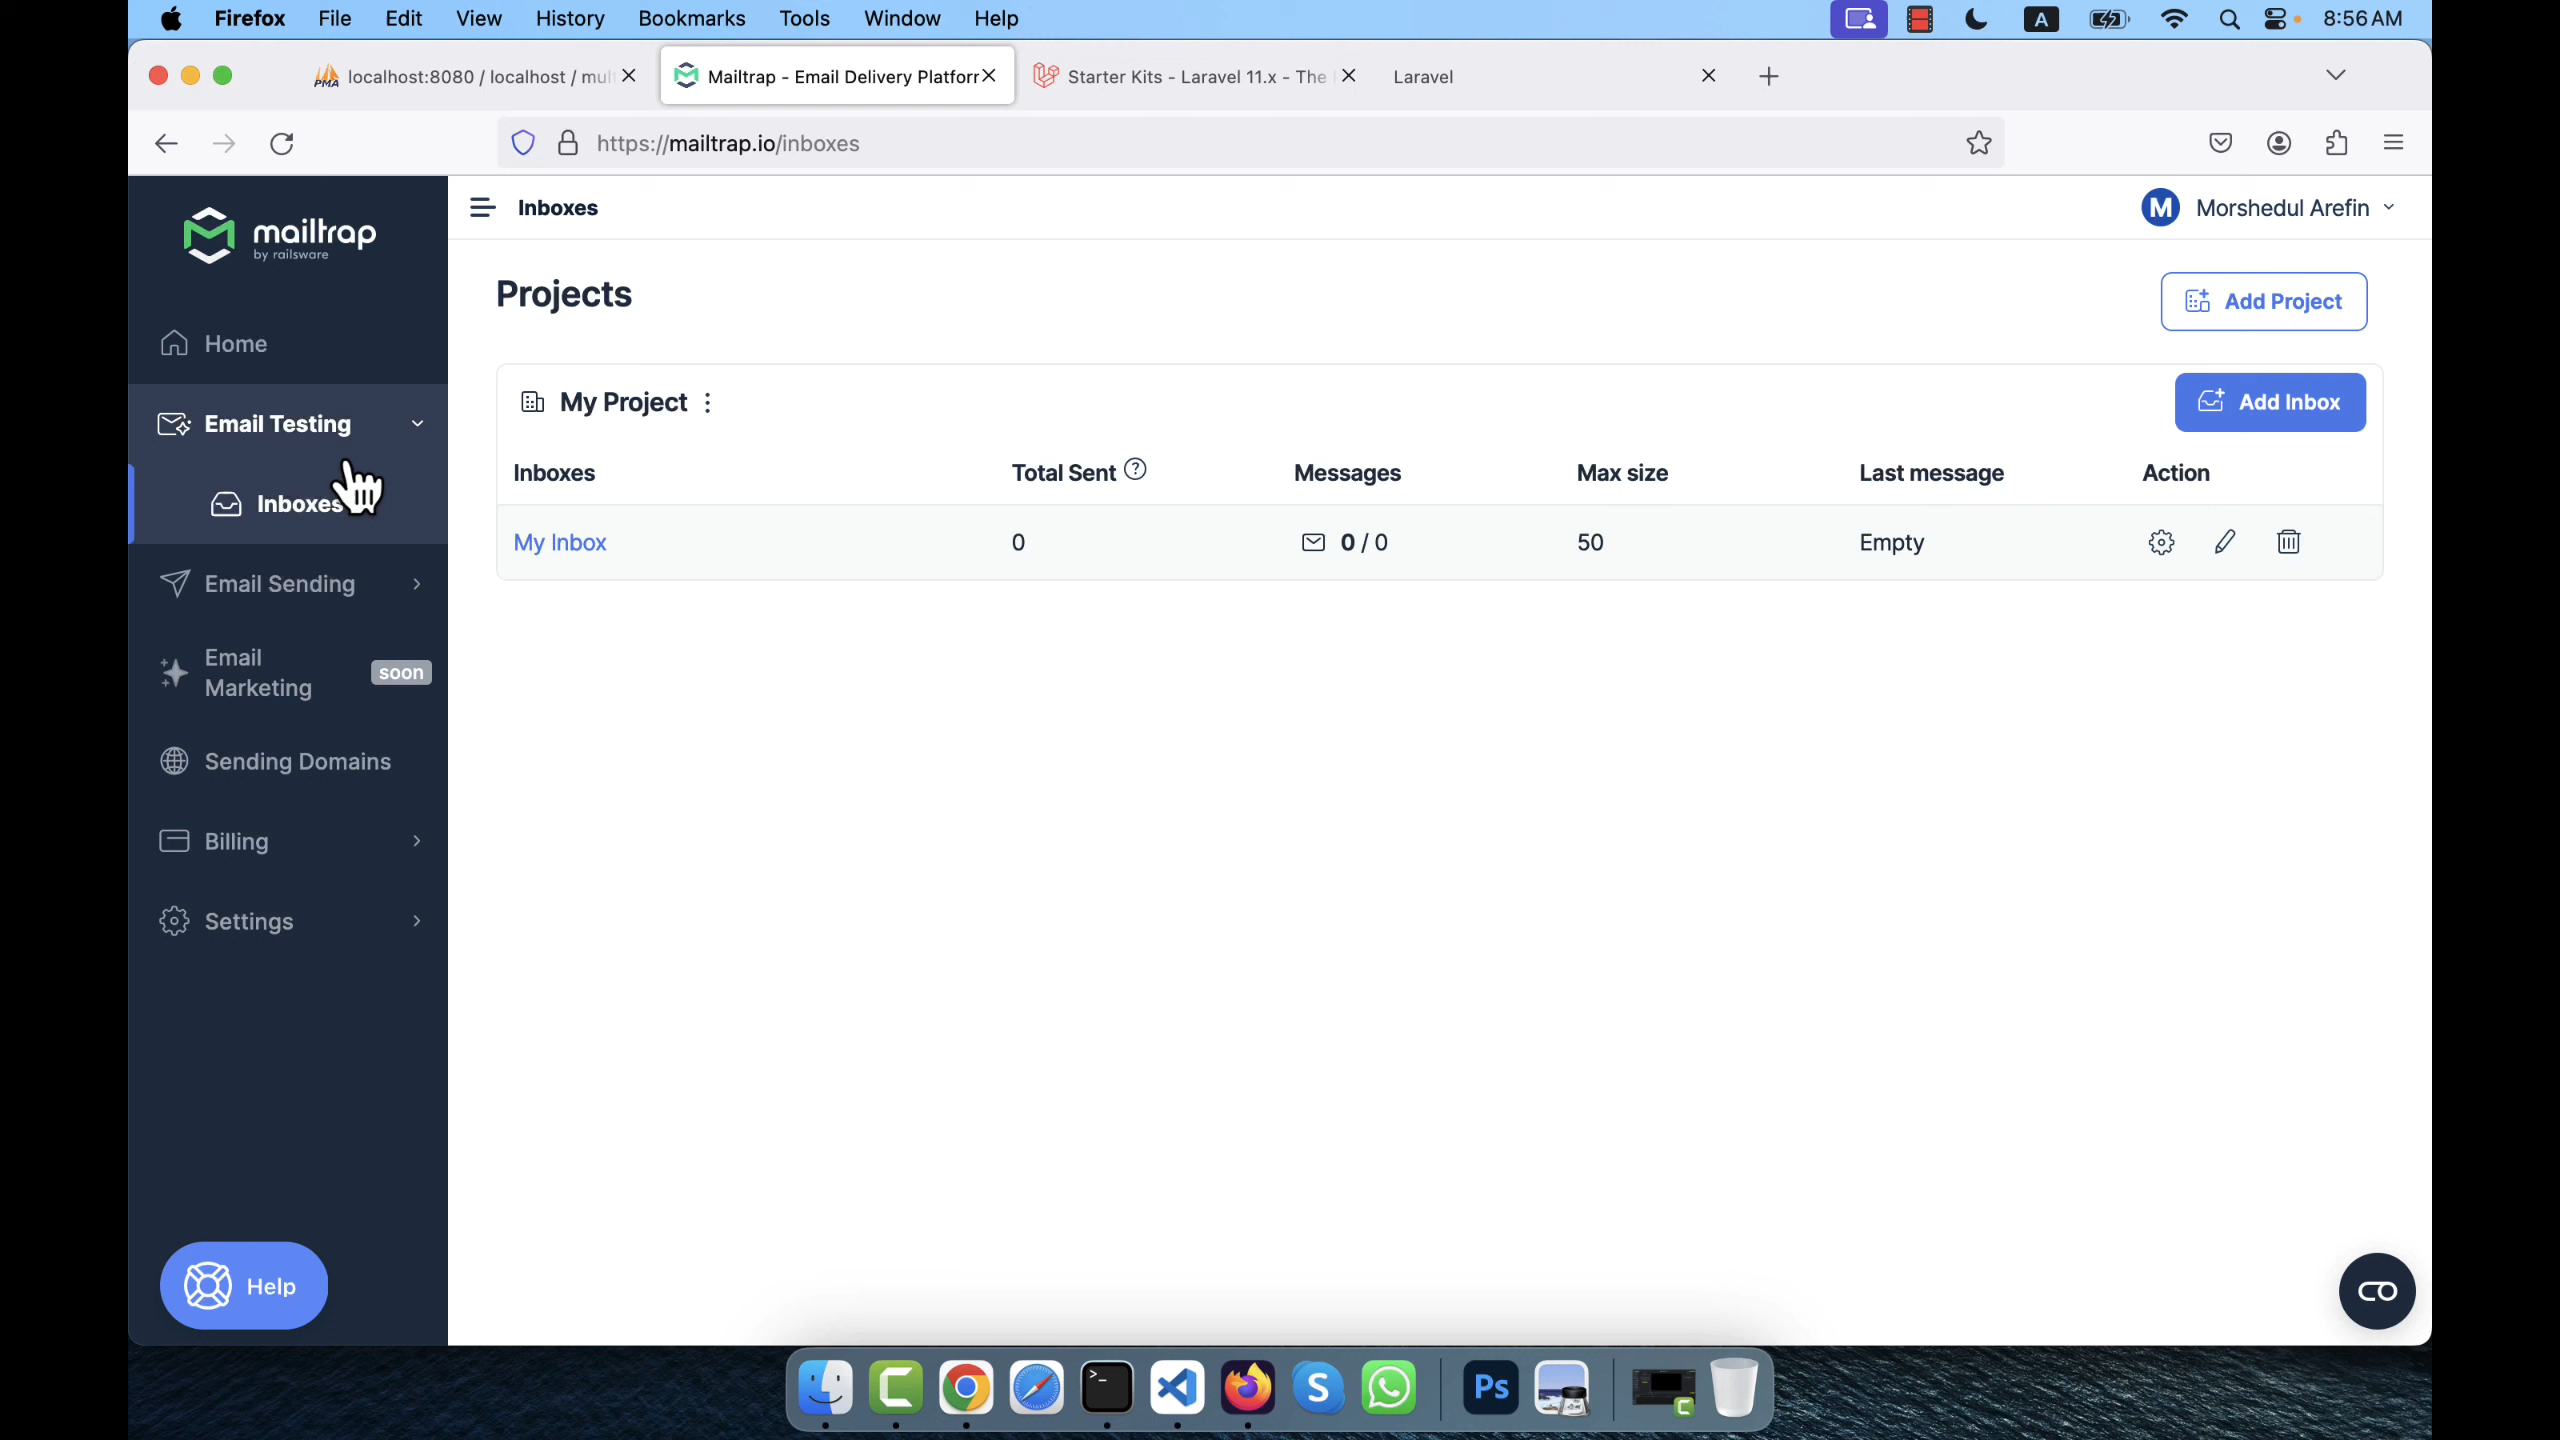 Firefox File Edit View History Bookmarks Tools Window Help A 8:56 AM
PMA localhost:8080 / localhost / mul Mailtrap - Email Delivery Platform Starter Kits - Laravel 11.x - The Laravel
https://mailtrap.io/inboxes
mailtrap
by railsware
Inboxes
M Morshedul Arefin
Projects
Add Project
Home
Email Testing
Inboxes
Email Sending
Email
Marketing
soon
Sending Domains
Billing
Settings
Help
My Project
Add Inbox
Inboxes Total Sent ? Messages Max size Last message Action
My Inbox 0 0 / 0 50 Empty
>_ S Ps C